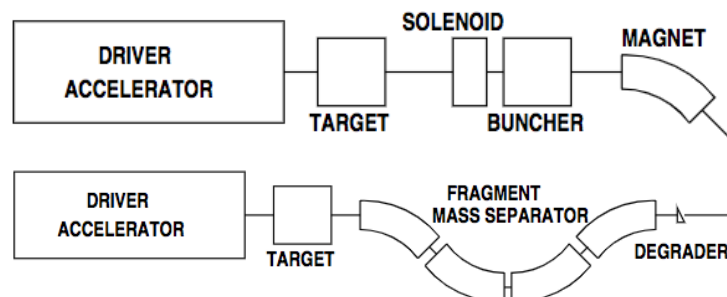 SOLENOID
DRIVER
ACCELERATOR
MAGNET
TARGET
BUNCHER
DRIVER
ACCELERATOR
FRAGMENT
MASS SEPARATOR
TARGET
DEGRADER